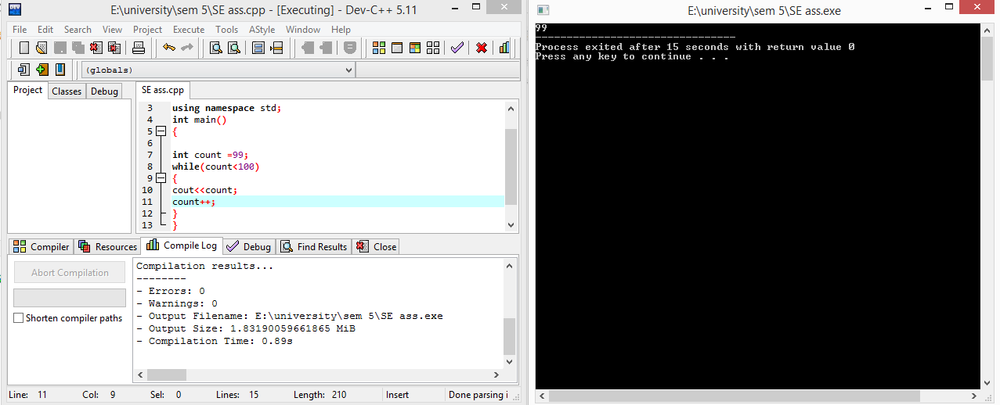 E:\university\sem 5\SE ass.cpp - [Executing] - Dev-C++ 5.11
File Edit Search View Project Execute Tools AStyle Window Help
(globals)
Project Classes Debug
SE ass.cpp
3 using namespace std;
4 int main()
5 {
6
7 int count =99;
8 while(count<100)
9 {
10 cout<<count;
11 count++;
12 }
13 }
Compiler Resources Compile Log Debug Find Results Close
Abort Compilation
Shorten compiler paths
Compilation results...
--------
- Errors: 0
- Warnings: 0
- Output Filename: E:\university\sem 5\SE ass.exe
- Output Size: 1.83190059661865 MiB
- Compilation Time: 0.89s
Line: 11 Col: 9 Sel: 0 Lines: 15 Length: 210 Insert Done parsing i
E:\university\sem 5\SE ass.exe
99
--------------------------------
Process exited after 15 seconds with return value 0
Press any key to continue . . .